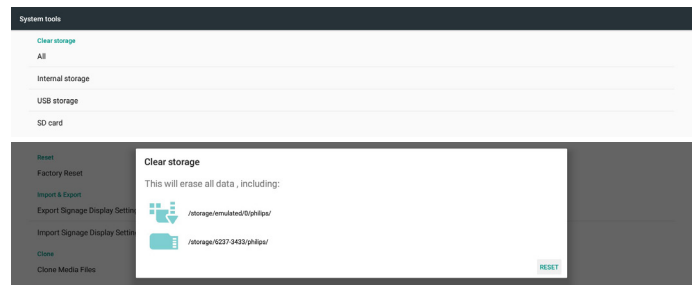 System tools
Clear storage
All
Internal storage
USB storage
SD card
Reset
Factory Reset
Import & Export
Export Signage Display Setting
Import Signage Display Settin
Clone
Clone Media Files
Clear storage
This will erase all data , including:
/storage/emulated/0/philips/
/storage/6237-3433/philips/
RESET